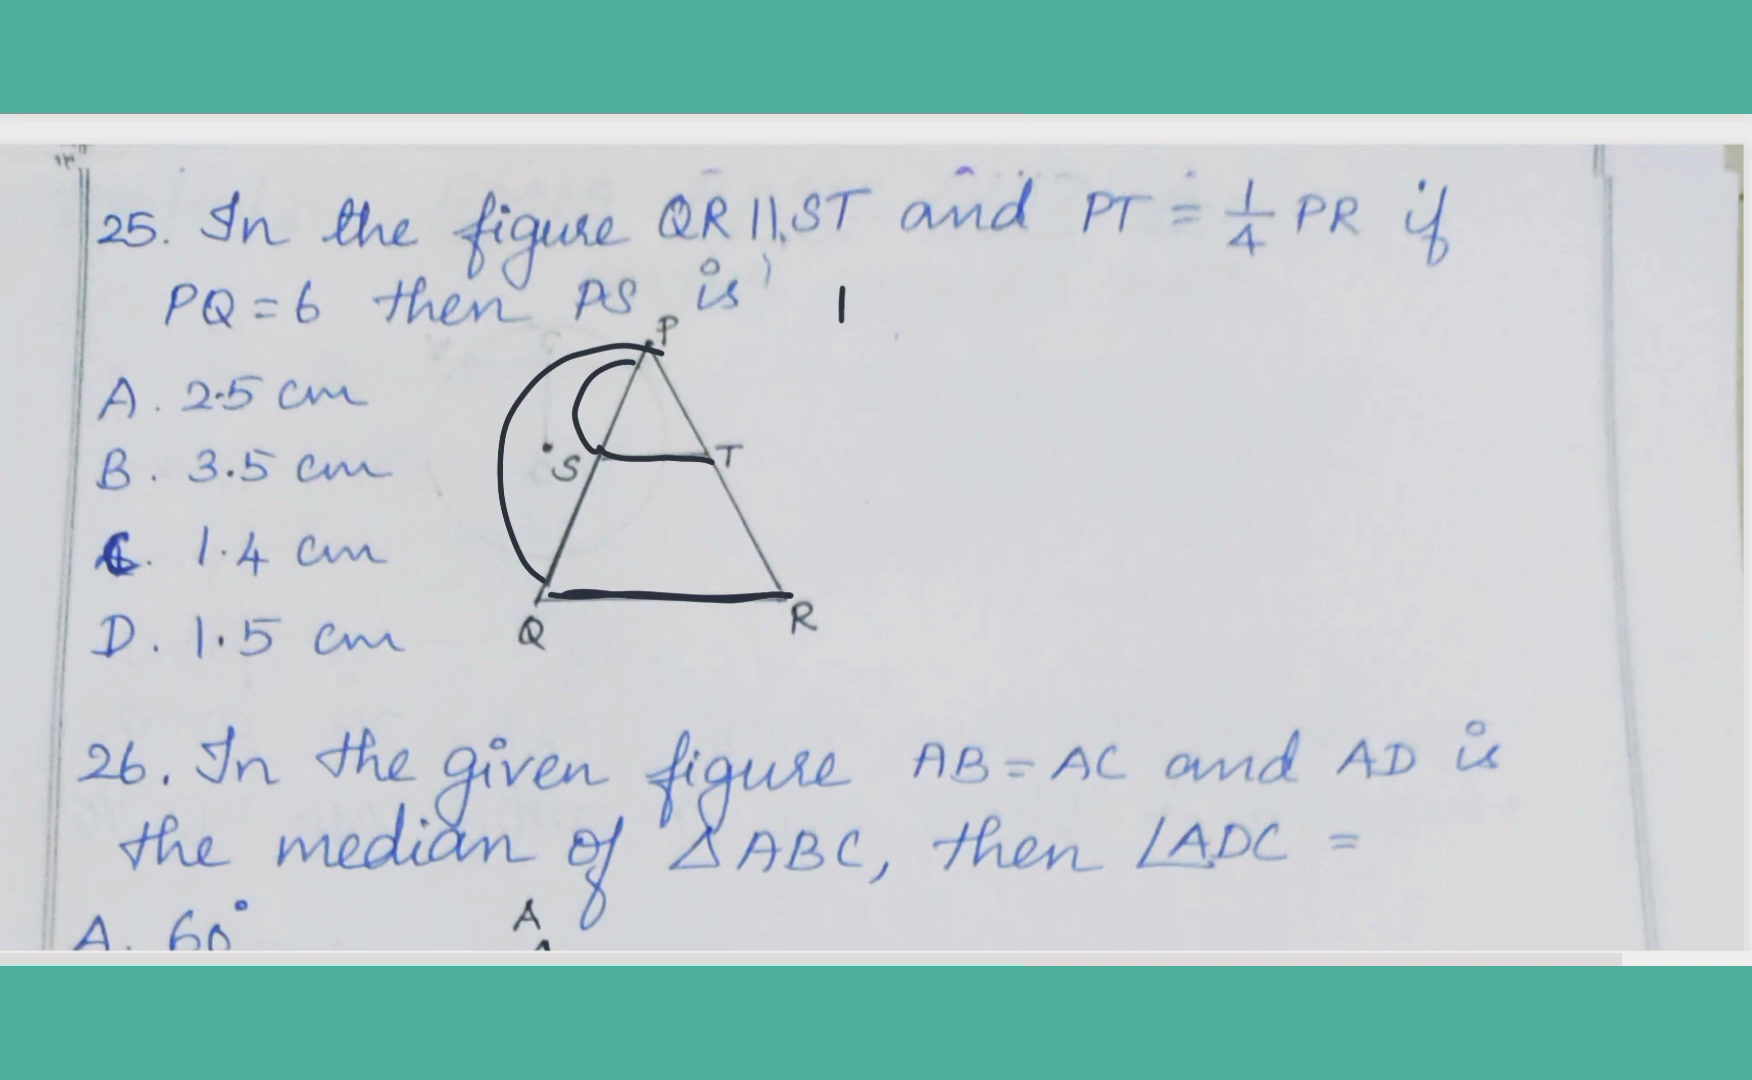 25. In the figure QR || ST and PT = 1/4 PR if
PQ = 6 then PS is
P
A. 2.5 cm
B. 3.5 cm
S
T
C. 1.4 cm
D. 1.5 cm
Q
R
26. In the given figure AB = AC and AD is
the median of △ABC, then ∠ADC =
A. 60°
A